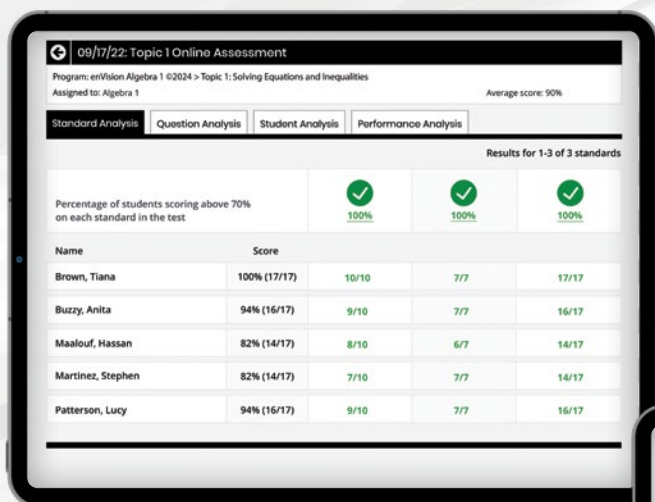 09/17/22: Topic 1 Online Assessment
Program: enVision Algebra 1 ©2024 > Topic 1: Solving Equations and Inequalities
Assigned to: Algebra 1 Average score: 90%
Standard Analysis Question Analysis Student Analysis Performance Analysis
Results for 1-3 of 3 standards
Percentage of students scoring above 70%
on each standard in the test
100% 100% 100%
Name Score
Brown, Tiana 100% (17/17) 10/10 7/7 17/17
Buzzy, Anita 94% (16/17) 9/10 7/7 16/17
Maalouf, Hassan 82% (14/17) 8/10 6/7 14/17
Martinez, Stephen 82% (14/17) 7/10 7/7 14/17
Patterson, Lucy 94% (16/17) 9/10 7/7 16/17